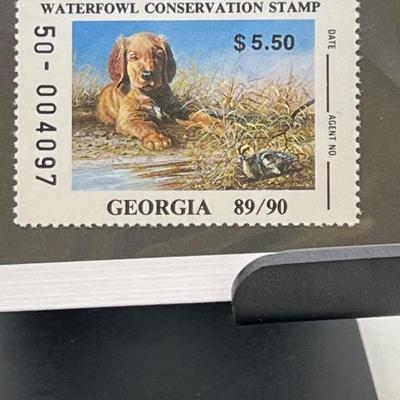 WATERFOWL CONSERVATION STAMP
$5.50
50-004097
DATE
AGENT NO.
GEORGIA 89/90